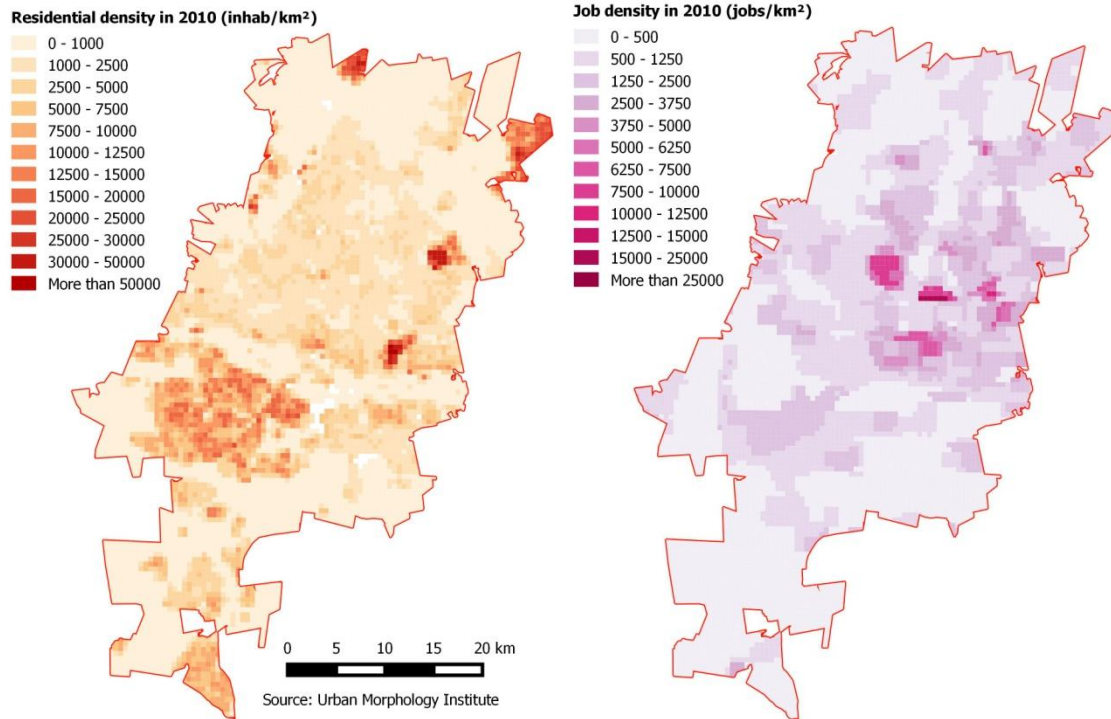 Residential density in 2010 (inhab/km²)
0 - 1000
1000 - 2500
2500 - 5000
5000 - 7500
7500 - 10000
10000 - 12500
12500 - 15000
15000 - 20000
20000 - 25000
25000 - 30000
30000 - 50000
More than 50000
0 5 10 15 20 km
Source: Urban Morphology Institute
Job density in 2010 (jobs/km²)
0 - 500
500 - 1250
1250 - 2500
2500 - 3750
3750 - 5000
5000 - 6250
6250 - 7500
7500 - 10000
10000 - 12500
12500 - 15000
15000 - 25000
More than 25000